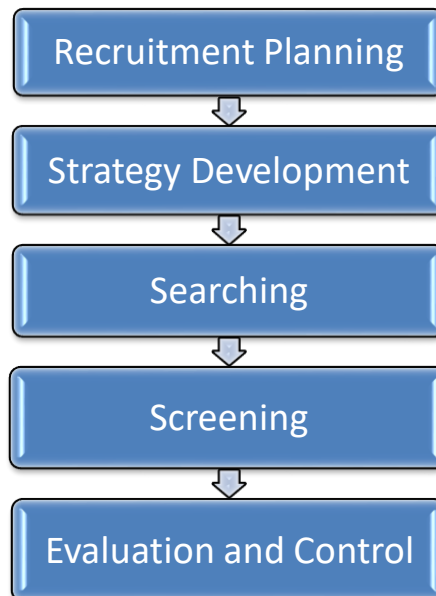 Recruitment Planning
Strategy Development
Searching
Screening
Evaluation and Control